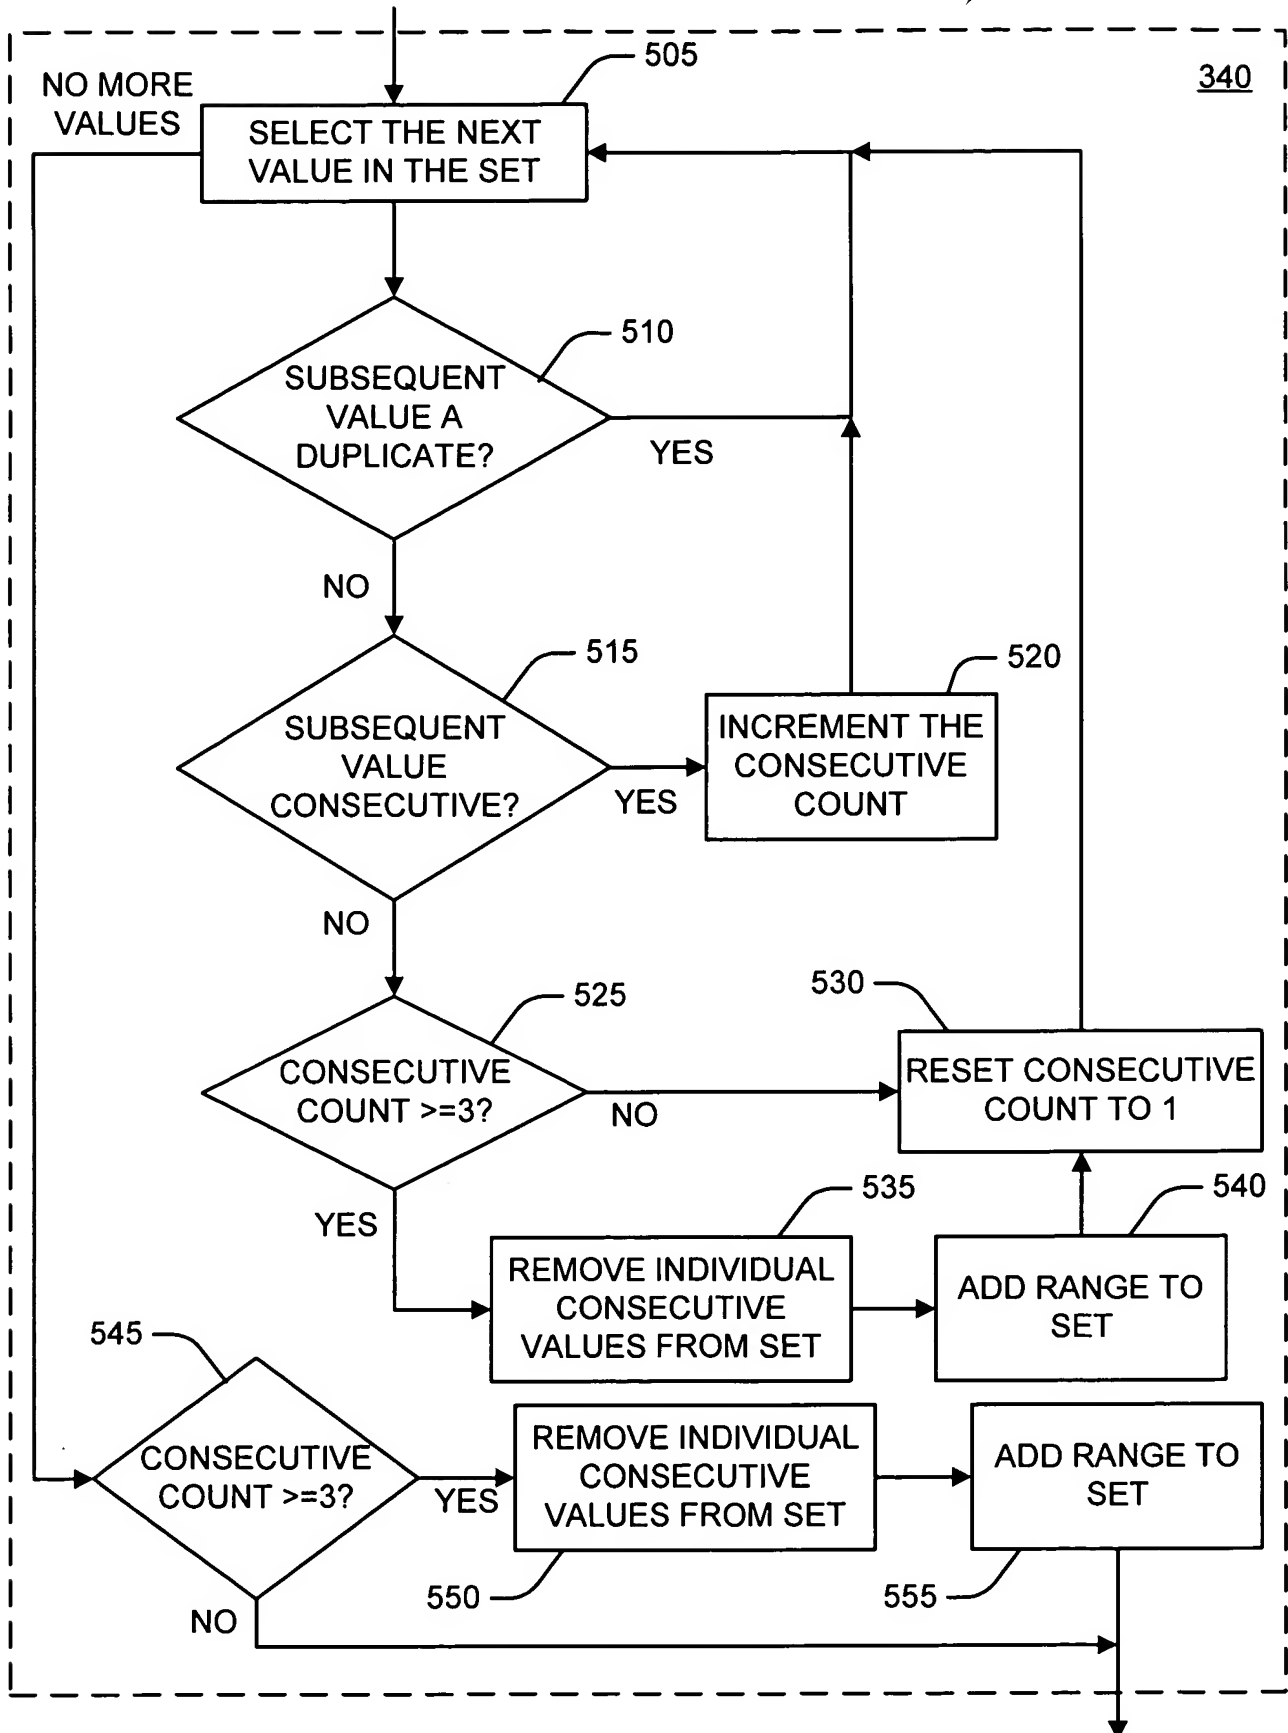 505
340
NO MORE
VALUES
SELECT THE NEXT
VALUE IN THE SET
510
SUBSEQUENT
VALUE A
DUPLICATE?
YES
NO
515
520
SUBSEQUENT
VALUE
CONSECUTIVE?
YES
INCREMENT THE
CONSECUTIVE
COUNT
NO
525
530
CONSECUTIVE
COUNT >=3?
NO
RESET CONSECUTIVE
COUNT TO 1
YES
535
540
REMOVE INDIVIDUAL
CONSECUTIVE
VALUES FROM SET
ADD RANGE TO
SET
545
CONSECUTIVE
COUNT >=3?
YES
REMOVE INDIVIDUAL
CONSECUTIVE
VALUES FROM SET
ADD RANGE TO
SET
550
555
NO